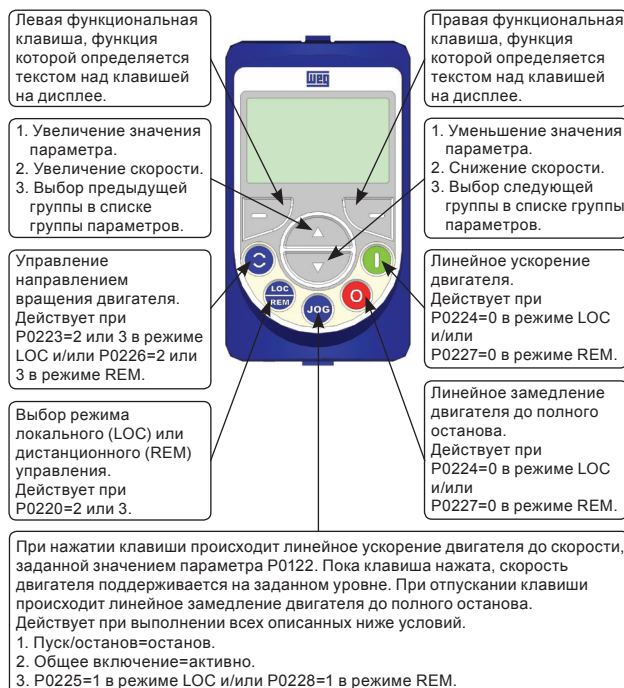 Левая функциональная
клавиша, функция
которой определяется
текстом над клавишей
на дисплее.
Правая функциональная
клавиша, функция
которой определяется
текстом над клавишей
на дисплее.
weg
1. Увеличение значения
параметра.
2. Увеличение скорости.
3. Выбор предыдущей
группы в списке
группы параметров.
1. Уменьшение значения
параметра.
2. Снижение скорости.
3. Выбор следующей
группы в списке группы
параметров.
Управление
направлением
вращения двигателя.
Действует при
P0223=2 или 3 в режиме
LOC и/или P0226=2 или
3 в режиме REM.
LOC
REM
JOG
Линейное ускорение
двигателя.
Действует при
P0224=0 в режиме LOC
и/или
P0227=0 в режиме REM.
Выбор режима
локального (LOC) или
дистанционного (REM)
управления.
Действует при
P0220=2 или 3.
Линейное замедление
двигателя до полного
останова.
Действует при
P0224=0 в режиме LOC
и/или
P0227=0 в режиме REM.
При нажатии клавиши происходит линейное ускорение двигателя до скорости,
заданной значением параметра P0122. Пока клавиша нажата, скорость
двигателя поддерживается на заданном уровне. При отпускании клавиши
происходит линейное замедление двигателя до полного останова.
Действует при выполнении всех описанных ниже условий.
1. Пуск/останов=останов.
2. Общее включение=активно.
3. P0225=1 в режиме LOC и/или P0228=1 в режиме REM.